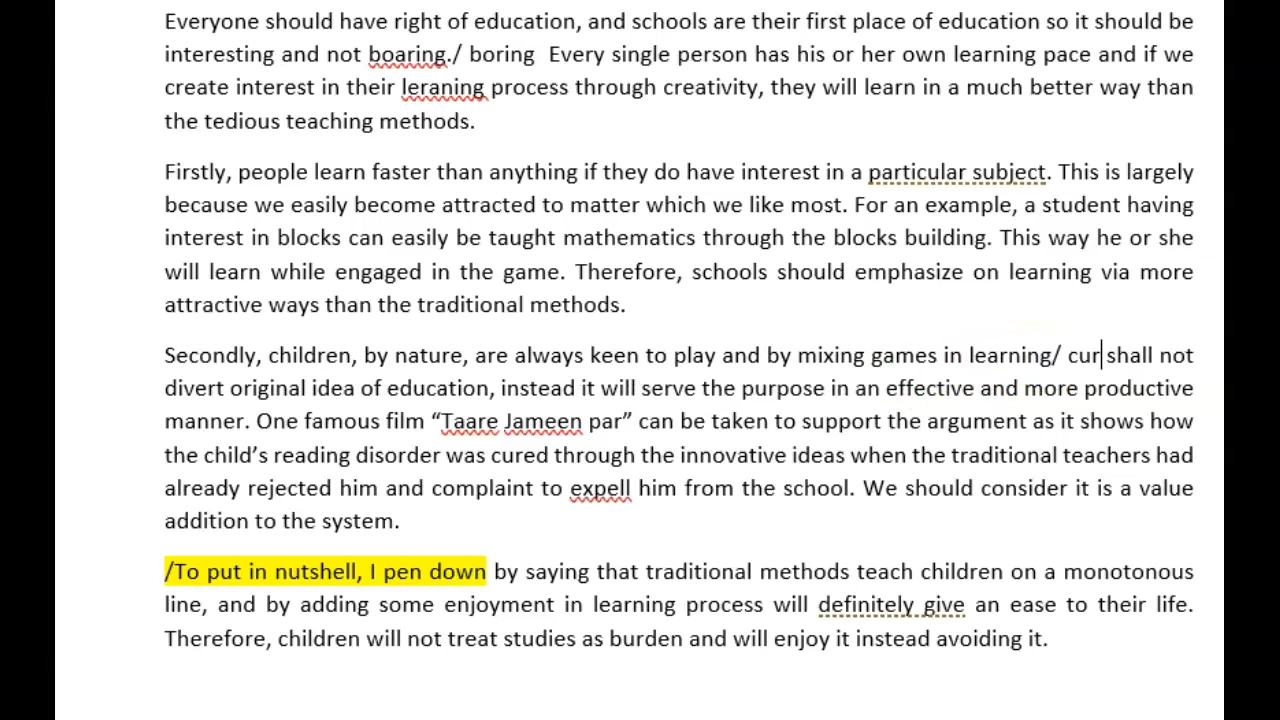 Everyone should have right of education, and schools are their first place of education so it should be
interesting and not boaring./ boring  Every single person has his or her own learning pace and if we
create interest in their leraning process through creativity, they will learn in a much better way than
the tedious teaching methods.
Firstly, people learn faster than anything if they do have interest in a particular subject. This is largely
because we easily become attracted to matter which we like most. For an example, a student having
interest in blocks can easily be taught mathematics through the blocks building. This way he or she
will learn while engaged in the game. Therefore, schools should emphasize on learning via more
attractive ways than the traditional methods.
Secondly, children, by nature, are always keen to play and by mixing games in learning/ cur shall not
divert original idea of education, instead it will serve the purpose in an effective and more productive
manner. One famous film “Taare Jameen par” can be taken to support the argument as it shows how
the child’s reading disorder was cured through the innovative ideas when the traditional teachers had
already rejected him and complaint to expell him from the school. We should consider it is a value
addition to the system.
/To put in nutshell, I pen down by saying that traditional methods teach children on a monotonous
line, and by adding some enjoyment in learning process will definitely give an ease to their life.
Therefore, children will not treat studies as burden and will enjoy it instead avoiding it.